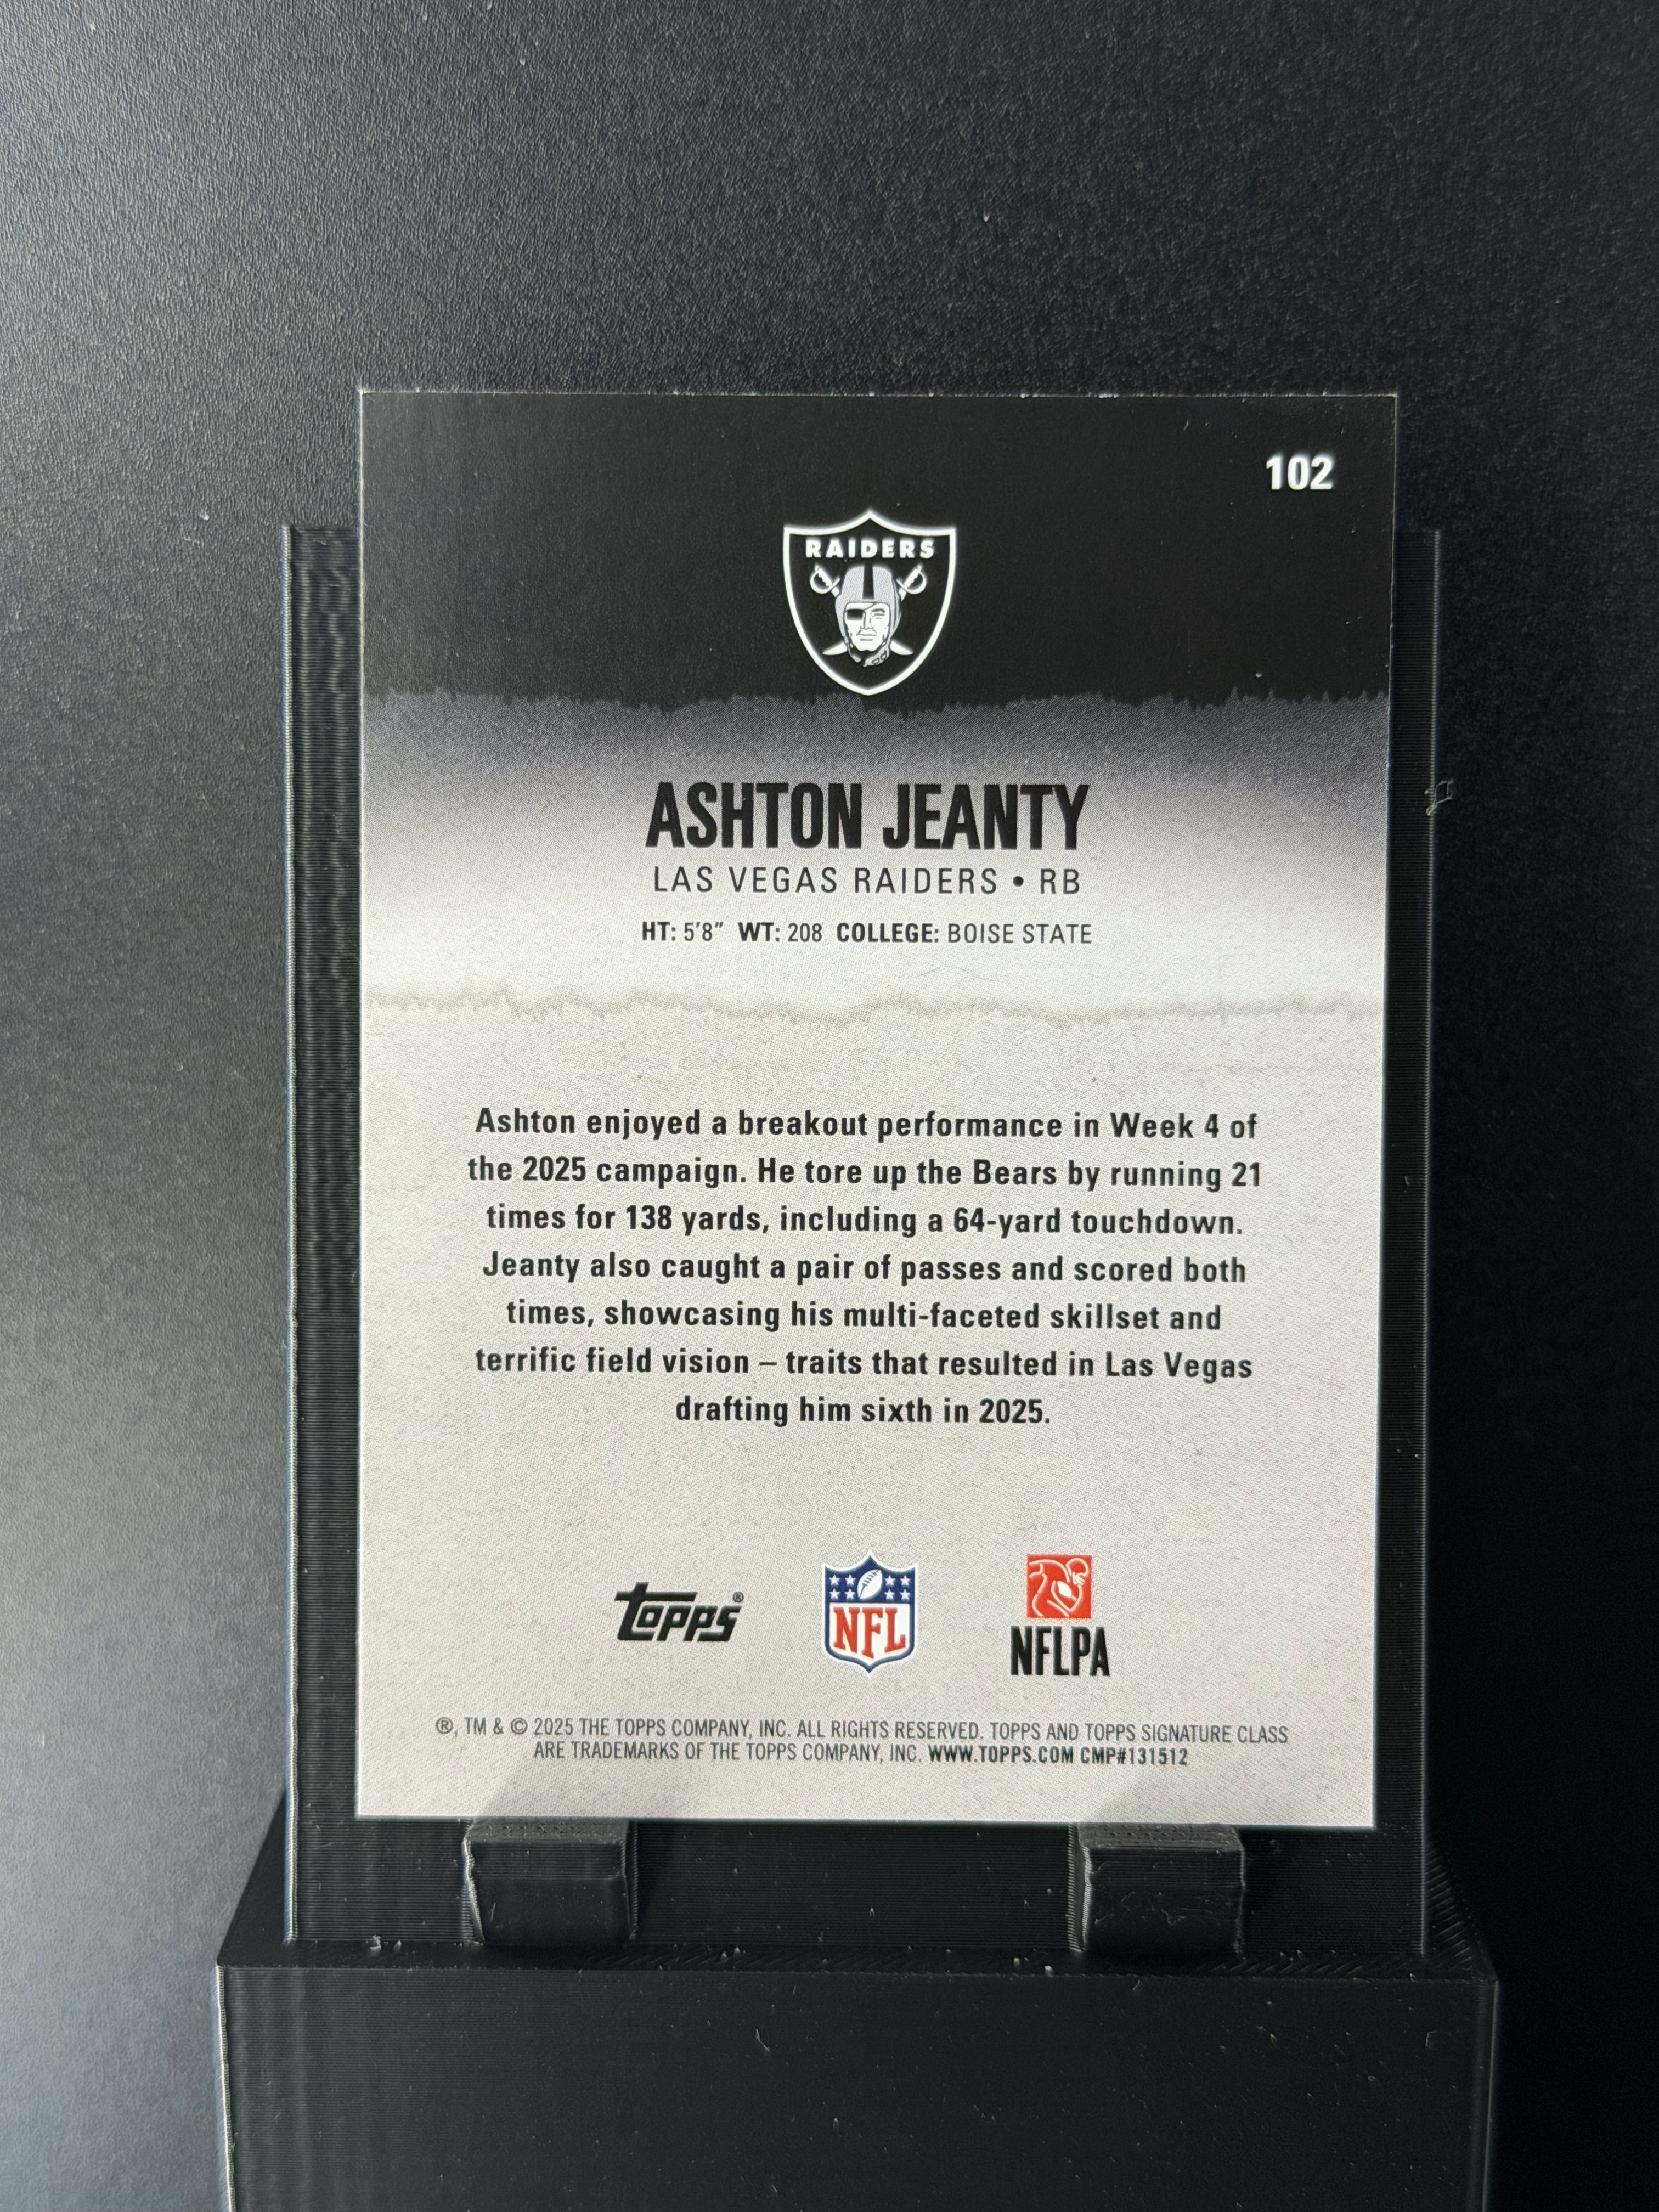 102
RAIDERS
ASHTON JEANTY
LAS VEGAS RAIDERS • RB
HT: 5'8" WT: 208 COLLEGE: BOISE STATE
Ashton enjoyed a breakout performance in Week 4 of
the 2025 campaign. He tore up the Bears by running 21
times for 138 yards, including a 64-yard touchdown.
Jeanty also caught a pair of passes and scored both
times, showcasing his multi-faceted skillset and
terrific field vision – traits that resulted in Las Vegas
drafting him sixth in 2025.
topps®
NFL
NFLPA
®, TM & © 2025 THE TOPPS COMPANY, INC. ALL RIGHTS RESERVED. TOPPS AND TOPPS SIGNATURE CLASS
ARE TRADEMARKS OF THE TOPPS COMPANY, INC. WWW.TOPPS.COM CMP#131512